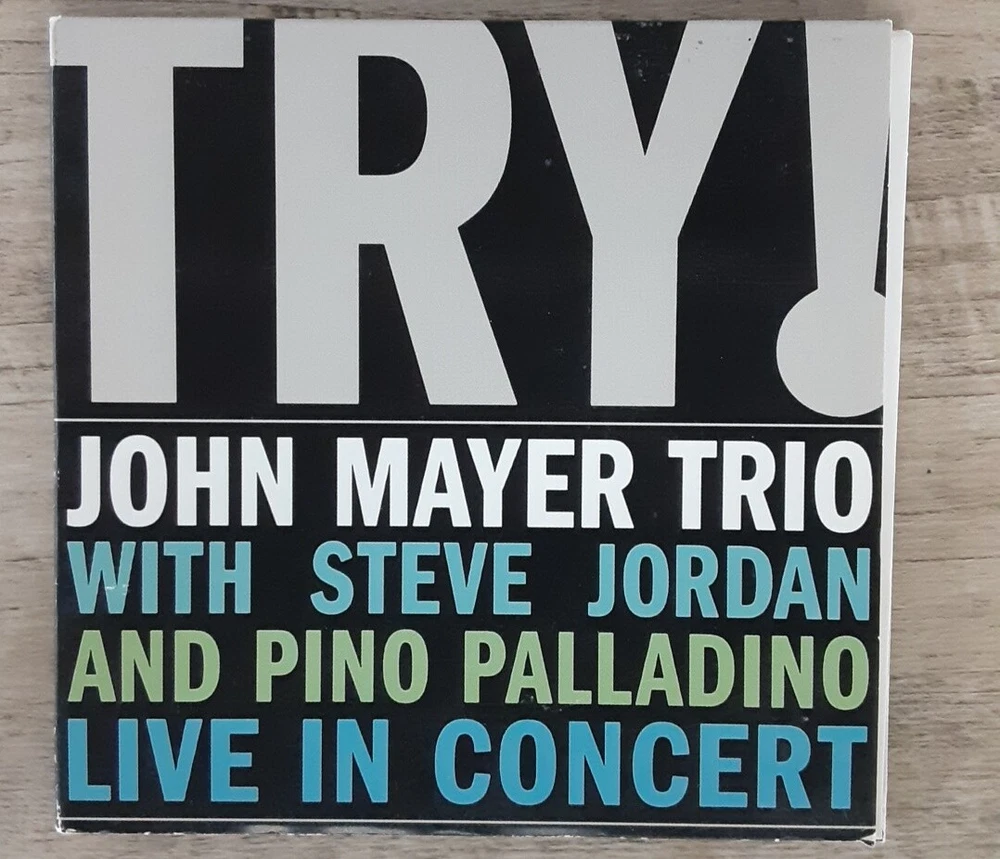 TRY!
JOHN MAYER TRIO
WITH STEVE JORDAN
AND PINO PALLADINO
LIVE IN CONCERT